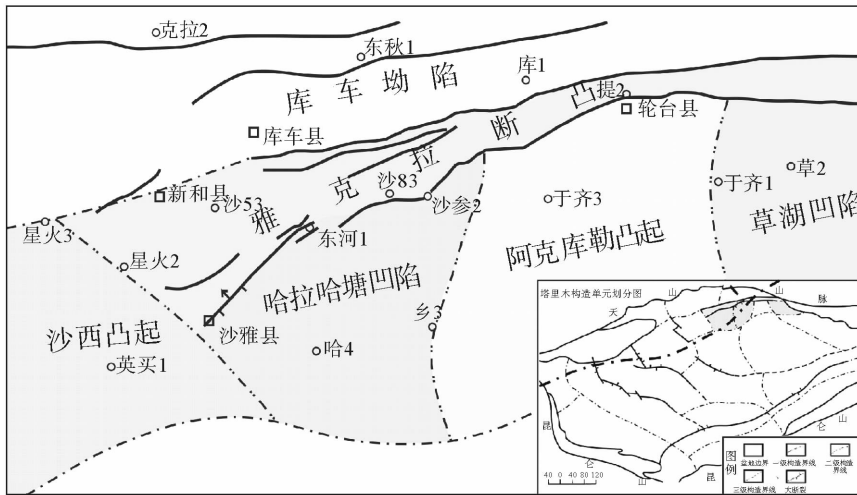 克拉2
东秋1
库车坳陷
库1
提2
轮台县
库车县
雅克拉断凸
草2
新和县
沙53
沙83
沙参2
于齐3
于齐1
星火3
东河1
草湖凹陷
阿克库勒凸起
星火2
哈拉哈塘凹陷
沙西凸起
沙雅县
乡3
哈4
英买1
塔里木构造单元划分图
天 山 山 脉
昆 仑 山 昆 山
40 0 40 80 120
图例
盆地边界
一级构造界线
二级构造界线
三级构造界线
大断裂